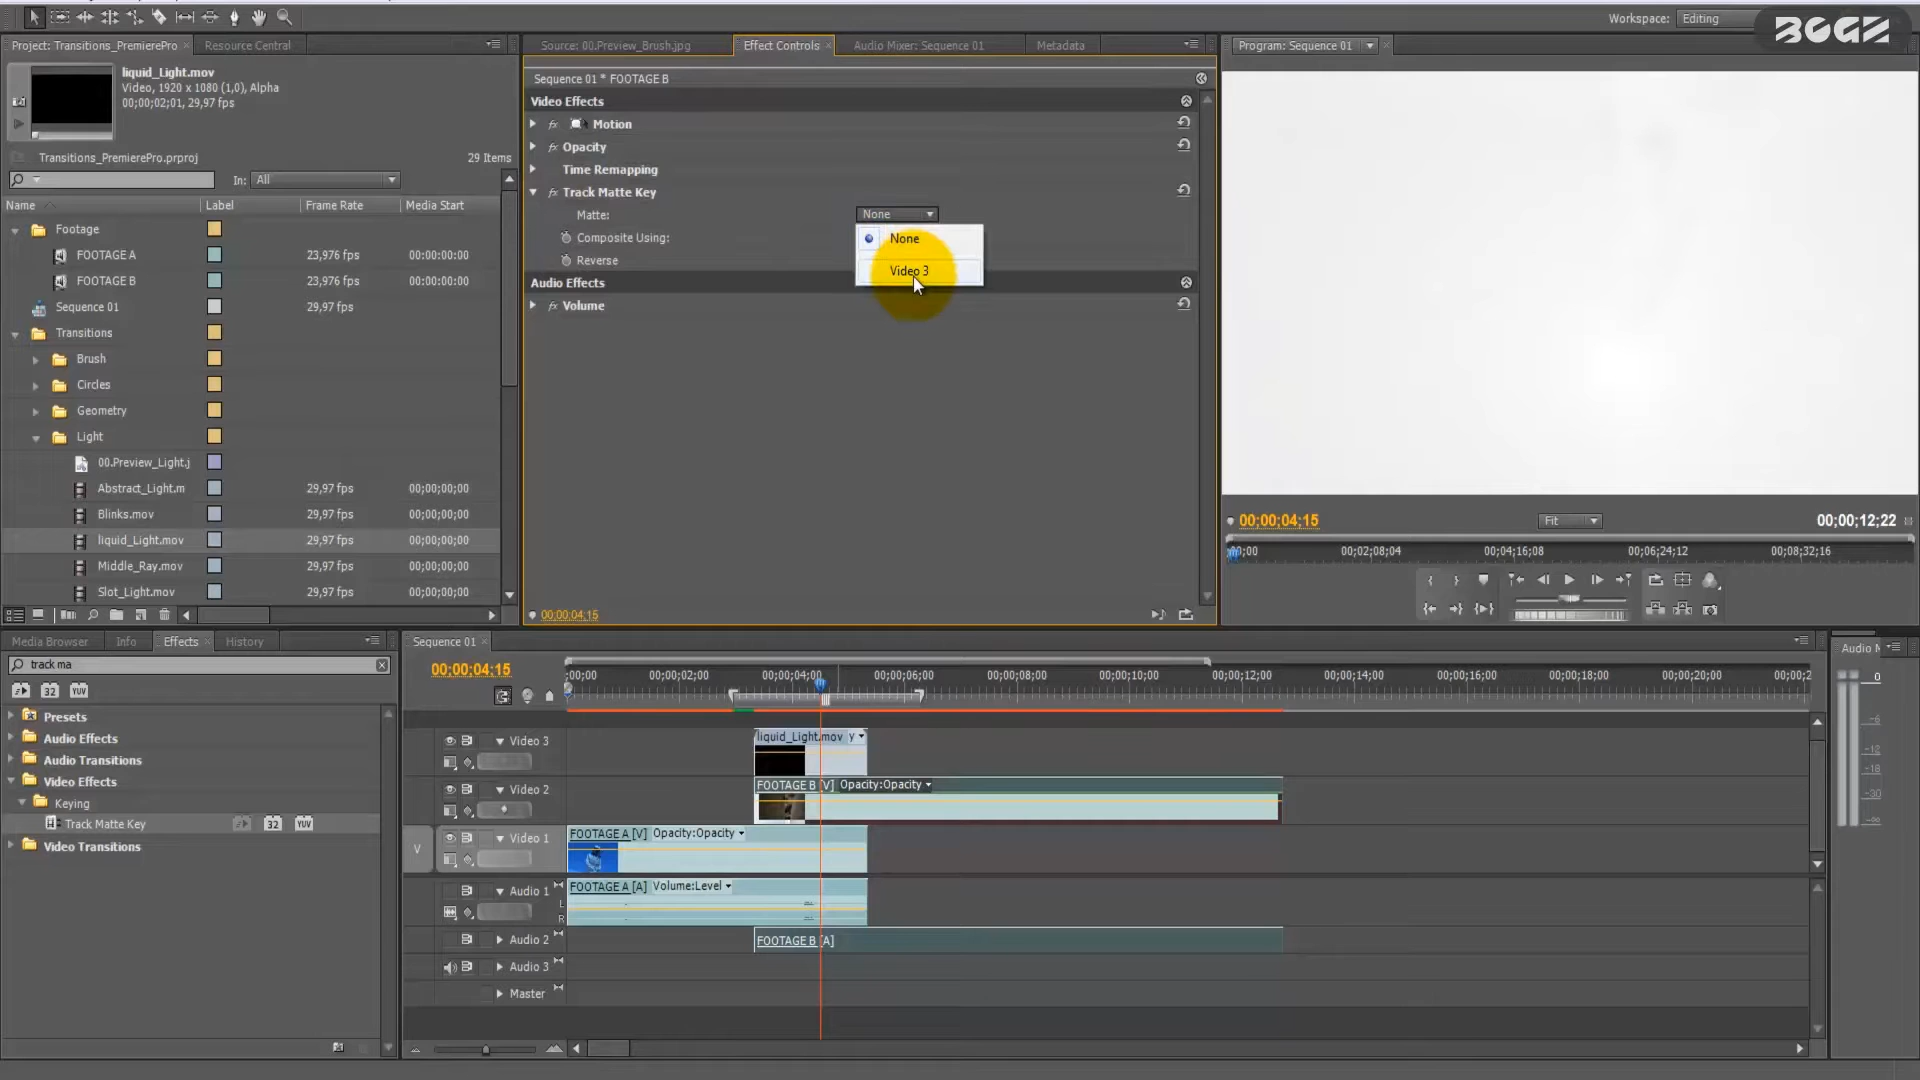 Workspace: Editing
BOGZ
Project: Transitions_PremierePro × Resource Central
liquid_Light.mov
Video, 1920 x 1080 (1,0), Alpha
00;00;02;01, 29,97 fps
Transitions_PremierePro.prproj 29 Items
In: All
Name Label Frame Rate Media Start
Footage
FOOTAGE A 23,976 fps 00:00:00:00
FOOTAGE B 23,976 fps 00:00:00:00
Sequence 01 29,97 fps
Transitions
Brush
Circles
Geometry
Light
00.Preview_Light.j
Abstract_Light.m 29,97 fps 00;00;00;00
Blinks.mov 29,97 fps 00;00;00;00
liquid_Light.mov 29,97 fps 00;00;00;00
Middle_Ray.mov 29,97 fps 00;00;00;00
Slot_Light.mov 29,97 fps 00;00;00;00
Source: 00.Preview_Brush.jpg Effect Controls × Audio Mixer: Sequence 01 Metadata
Sequence 01 * FOOTAGE B
Video Effects
fx Motion
fx Opacity
Time Remapping
fx Track Matte Key
Matte: None
Composite Using:
Reverse
None
Video 3
Audio Effects
fx Volume
00;00;04;15
Program: Sequence 01 ×
00;00;04;15 Fit 00;00;12;22
00;00 00;02;08;04 00;04;16;08 00;06;24;12 00;08;32;16
Media Browser Info Effects × History
track ma
32 YUV
Presets
Audio Effects
Audio Transitions
Video Effects
Keying
Track Matte Key 32 YUV
Video Transitions
Sequence 01 ×
00;00;04;15
;00;00 00;00;02;00 00;00;04;00 00;00;06;00 00;00;08;00 00;00;10;00 00;00;12;00 00;00;14;00 00;00;16;00 00;00;18;00 00;00;20;00 00;00;2
Video 3 liquid_Light.mov y
Video 2 FOOTAGE B [V] Opacity:Opacity
V Video 1 FOOTAGE A [V] Opacity:Opacity
Audio 1 FOOTAGE A [A] Volume:Level
L
R
Audio 2 FOOTAGE B [A]
Audio 3
Master
Audio M
0
-6
-12
-18
-30
-∞